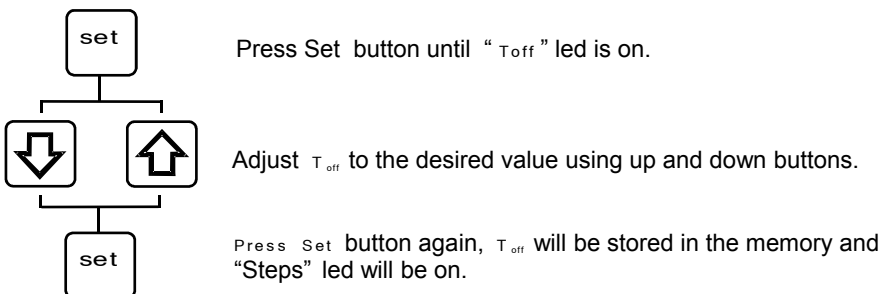 set
Press Set button until “ Toff ” led is on.
Adjust Toff to the desired value using up and down buttons.
Press Set button again, Toff will be stored in the memory and
set
“Steps” led will be on.